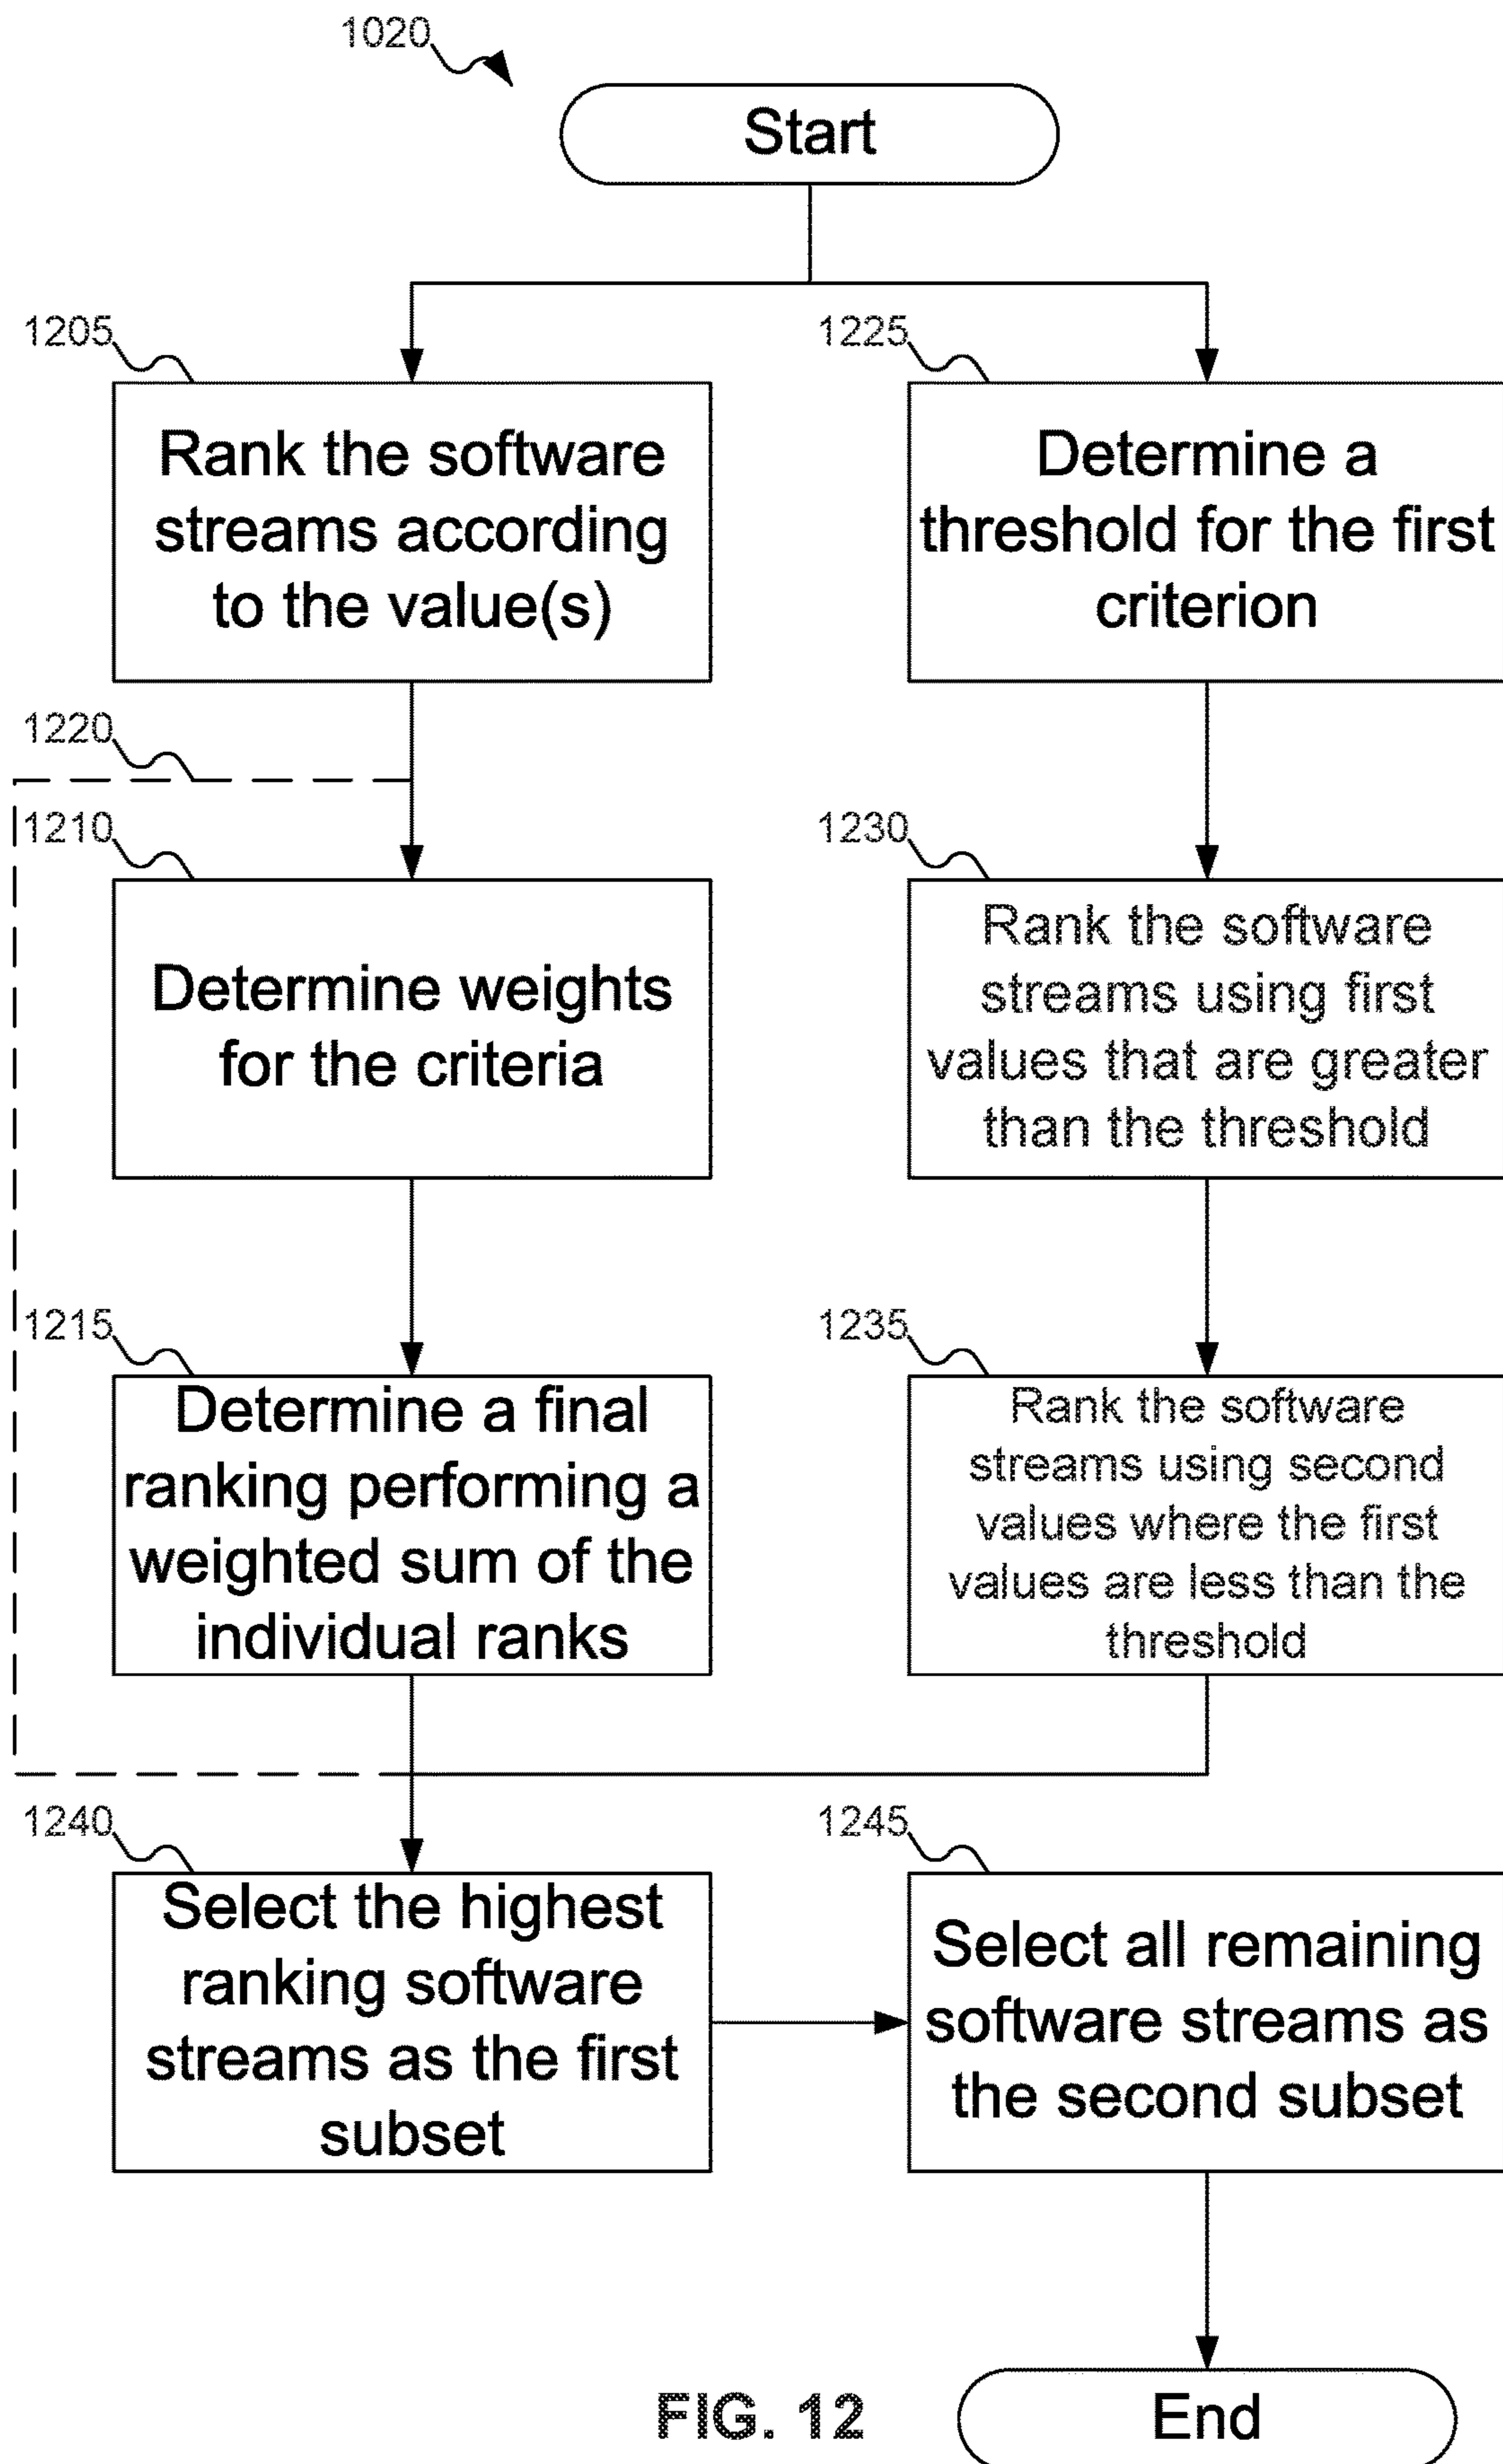 1020
Start
1205
Rank the software
streams according
to the value(s)
1225
Determine a
threshold for the first
criterion
1220
1210
Determine weights
for the criteria
1230
Rank the software
streams using first
values that are greater
than the threshold
1215
Determine a final
ranking performing a
weighted sum of the
individual ranks
1235
Rank the software
streams using second
values where the first
values are less than the
threshold
1240
Select the highest
ranking software
streams as the first
subset
1245
Select all remaining
software streams as
the second subset
FIG. 12
End